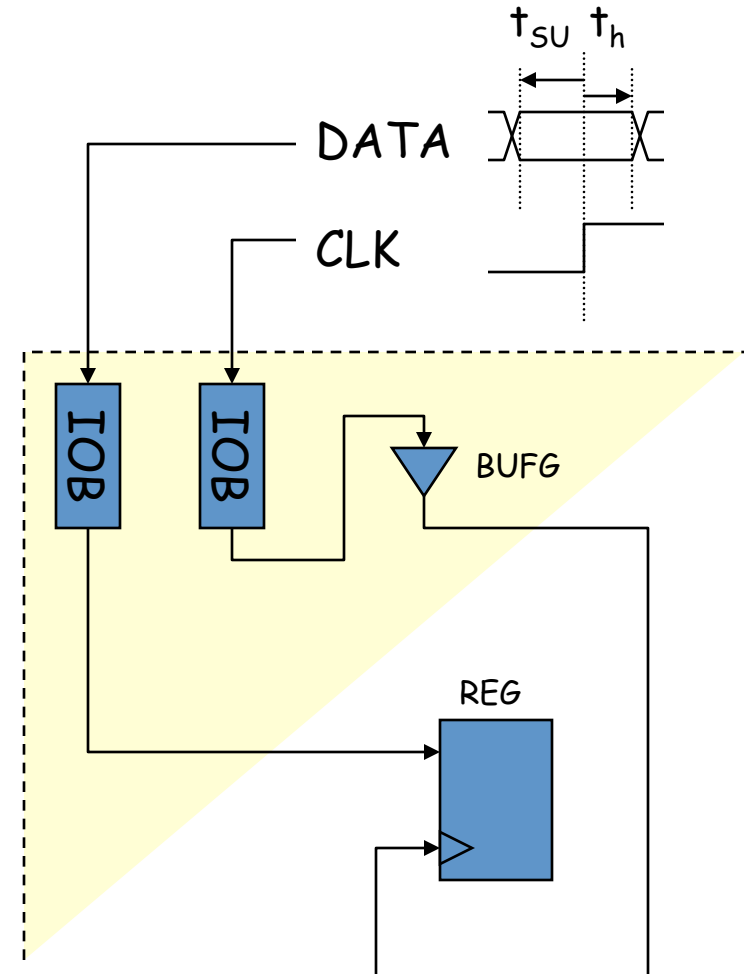 tSU th
DATA
CLK
IOB
IOB
BUFG
REG